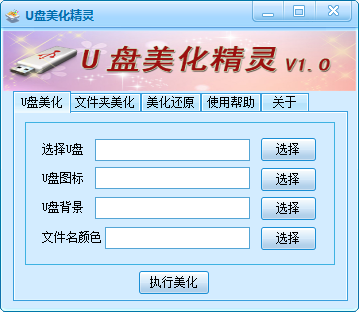 U盘美化精灵
U盘美化精灵 V1.0
U盘美化 文件夹美化 美化还原 使用帮助 关于
选择U盘 选择
U盘图标 选择
U盘背景 选择
文件名颜色 选择
执行美化